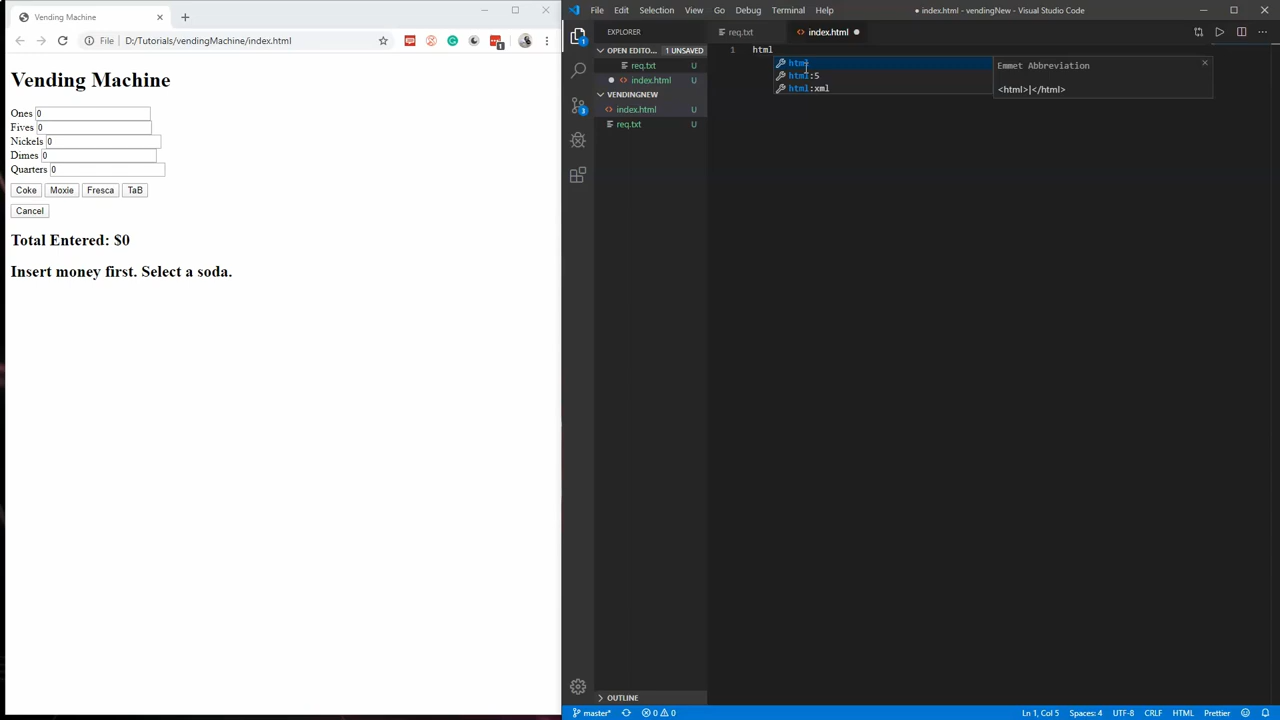 Vending Machine
File
D:/Tutorials/vendingMachine/index.html
Vending Machine
Ones 0
Fives 0
Nickels 0
Dimes 0
Quarters 0
Coke Moxie Fresca TaB
Cancel
Total Entered: $0
Insert money first. Select a soda.
File Edit Selection View Go Debug Terminal Help
● index.html - vendingNew - Visual Studio Code
EXPLORER
OPEN EDITO... 1 UNSAVED
req.txt U
index.html U
VENDINGNEW
index.html U
req.txt U
OUTLINE
req.txt
index.html
1 html
html
html:5
html:xml
Emmet Abbreviation
<html>|</html>
master* 0 0 Ln 1, Col 5 Spaces: 4 UTF-8 CRLF HTML Prettier